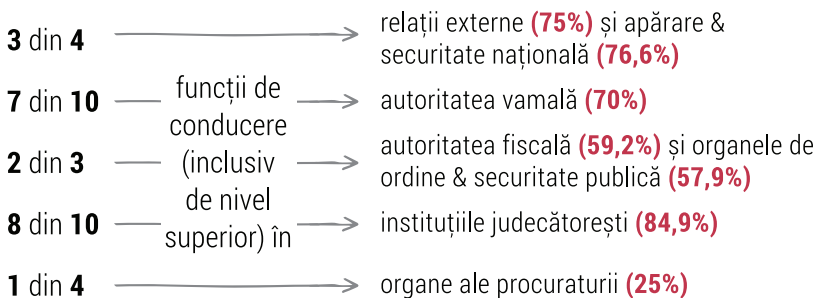 3 din 4
relații externe (75%) și apărare &
securitate națională (76,6%)
7 din 10
funcții de
conducere
(inclusiv
de nivel
superior) în
autoritatea vamală (70%)
2 din 3
autoritatea fiscală (59,2%) și organele de
ordine & securitate publică (57,9%)
8 din 10
instituțiile judecătorești (84,9%)
1 din 4
organe ale procuraturii (25%)